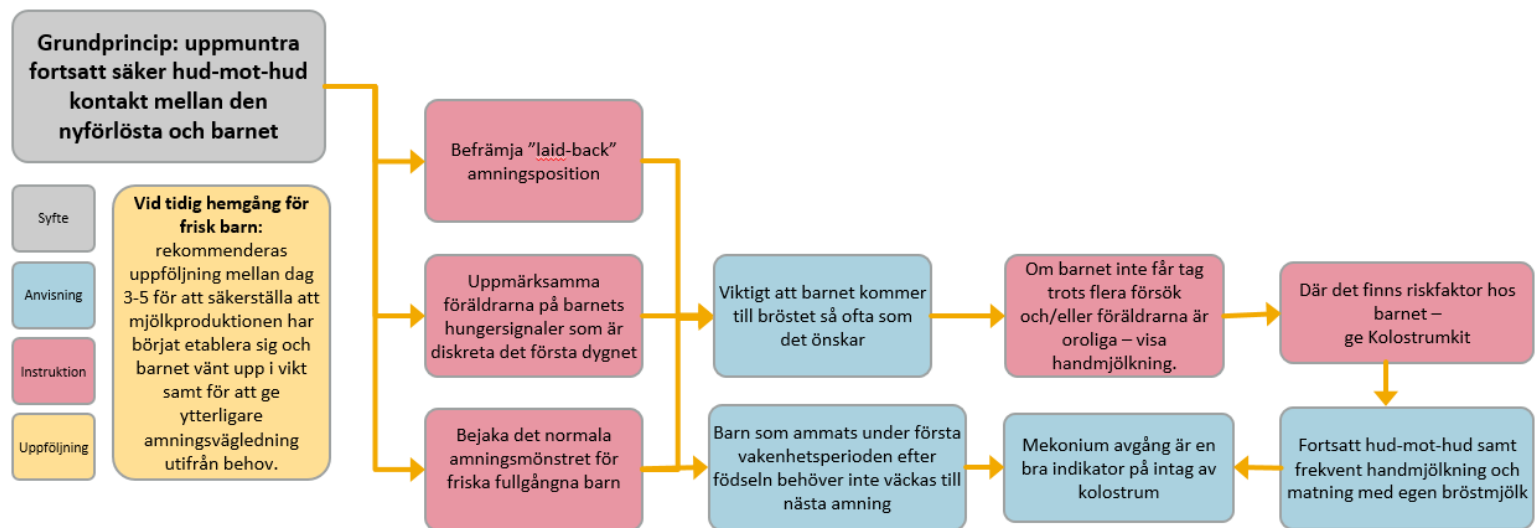 Grundprincip: uppmuntra
fortsatt säker hud-mot-hud
kontakt mellan den
nyförlösta och barnet
Syfte
Anvisning
Instruktion
Uppföljning
Vid tidig hemgång för
frisk barn:
rekommenderas
uppföljning mellan dag
3-5 för att säkerställa att
mjölkproduktionen har
börjat etablera sig och
barnet vänt upp i vikt
samt för att ge
ytterligare
amningsvägledning
utifrån behov.
Befrämja ”laid-back”
amningsposition
Uppmärksamma
föräldrarna på barnets
hungersignaler som är
diskreta det första dygnet
Bejaka det normala
amningsmönstret för
friska fullgångna barn
Viktigt att barnet kommer
till bröstet så ofta som
det önskar
Om barnet inte får tag
trots flera försök
och/eller föräldrarna är
oroliga – visa
handmjölkning.
Där det finns riskfaktor hos
barnet –
ge Kolostrumkit
Barn som ammats under första
vakenhetsperioden efter
födseln behöver inte väckas till
nästa amning
Mekonium avgång är en
bra indikator på intag av
kolostrum
Fortsatt hud-mot-hud samt
frekvent handmjölkning och
matning med egen bröstmjölk